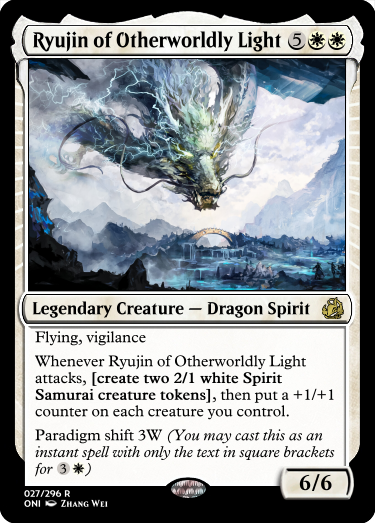 Ryujin of Otherworldly Light 5
Legendary Creature — Dragon Spirit
Flying, vigilance
Whenever Ryujin of Otherworldly Light
attacks, [create two 2/1 white Spirit
Samurai creature tokens], then put a +1/+1
counter on each creature you control.
Paradigm shift 3W (You may cast this as an
instant spell with only the text in square brackets
for 3)
6/6
027/296 R
ONI Zhang Wei